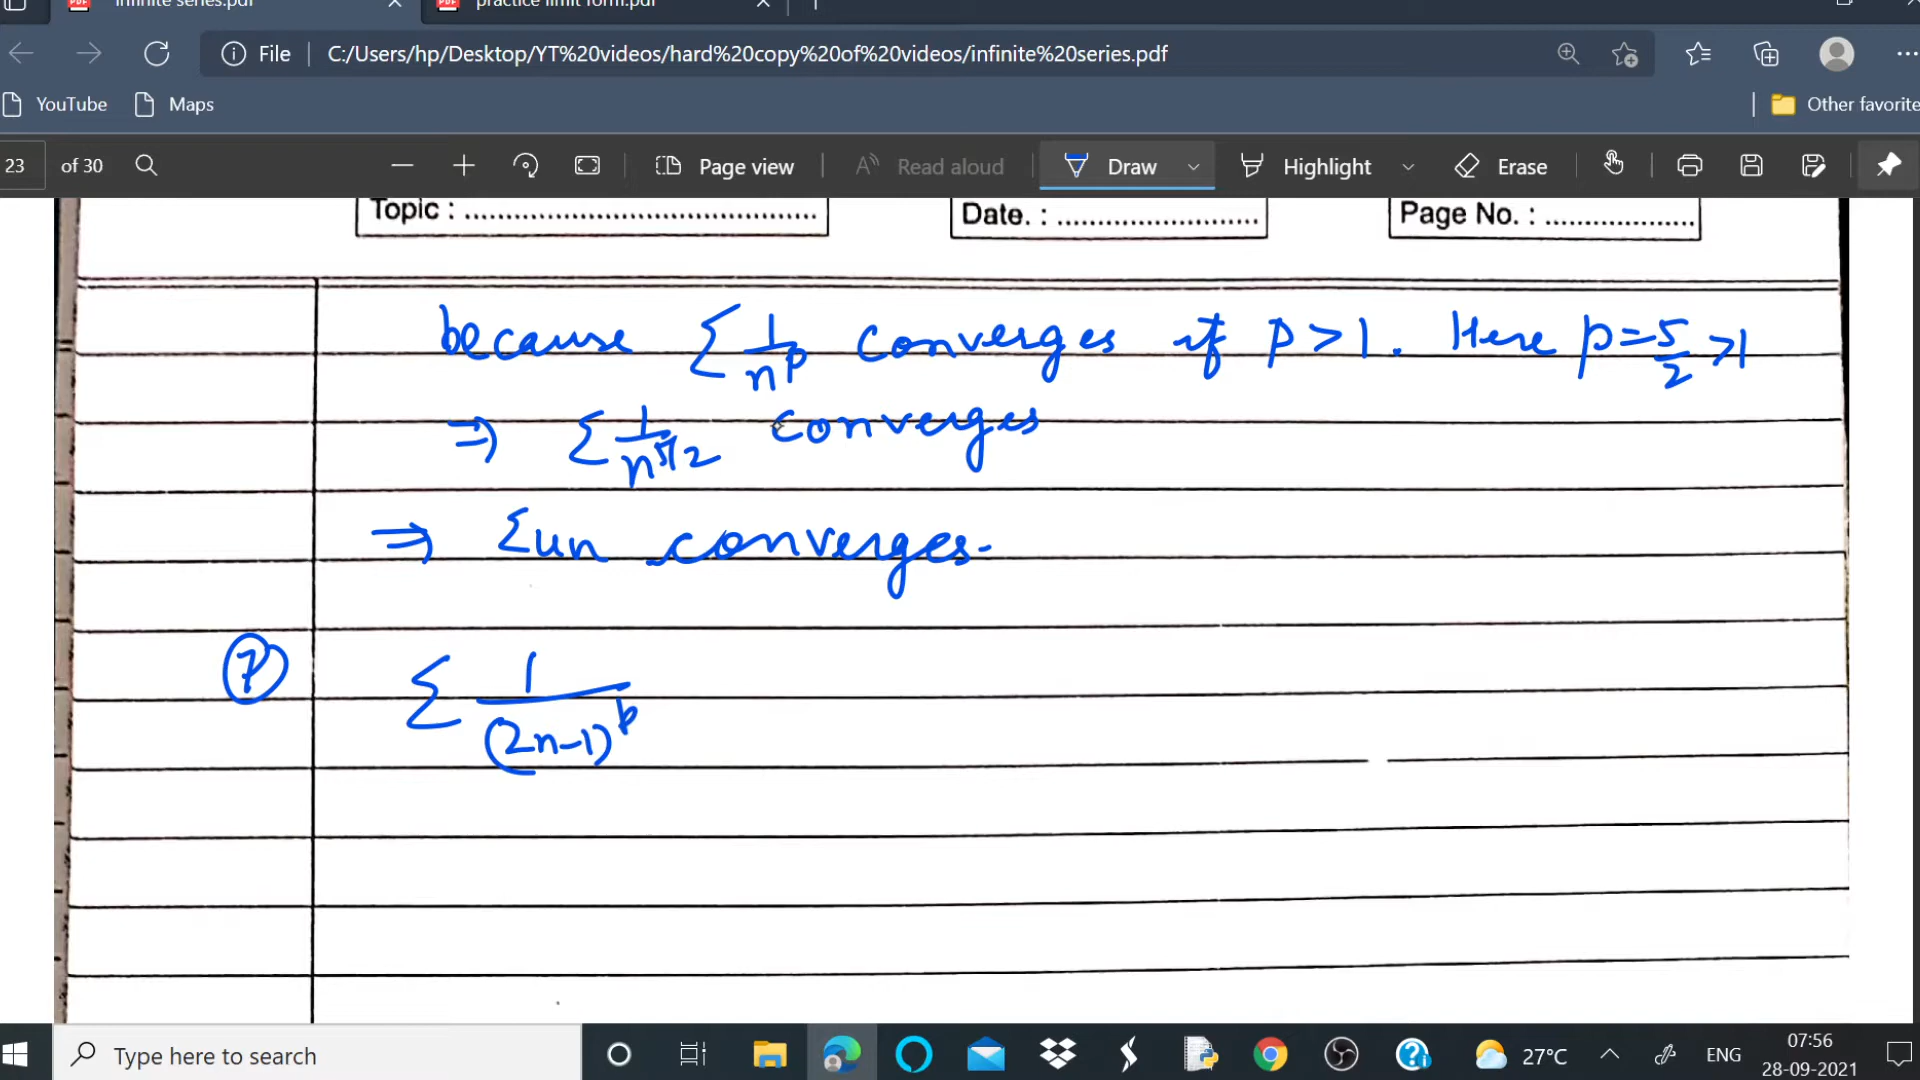 infinite series.pdf practice limit form.pdf
File C:/Users/hp/Desktop/YT%20videos/hard%20copy%20of%20videos/infinite%20series.pdf
YouTube Maps Other favorite
23 of 30 Page view Read aloud Draw Highlight Erase
Topic : ............................................. Date. : ......................... Page No. : ..................
because Σ 1/n^p converges if p > 1. Here p = 5/2 > 1
⇒ Σ 1/n^5/2 converges
⇒ Σun converges.
7 Σ 1/(2n-1)^p
Type here to search 27°C ENG 07:56
28-09-2021